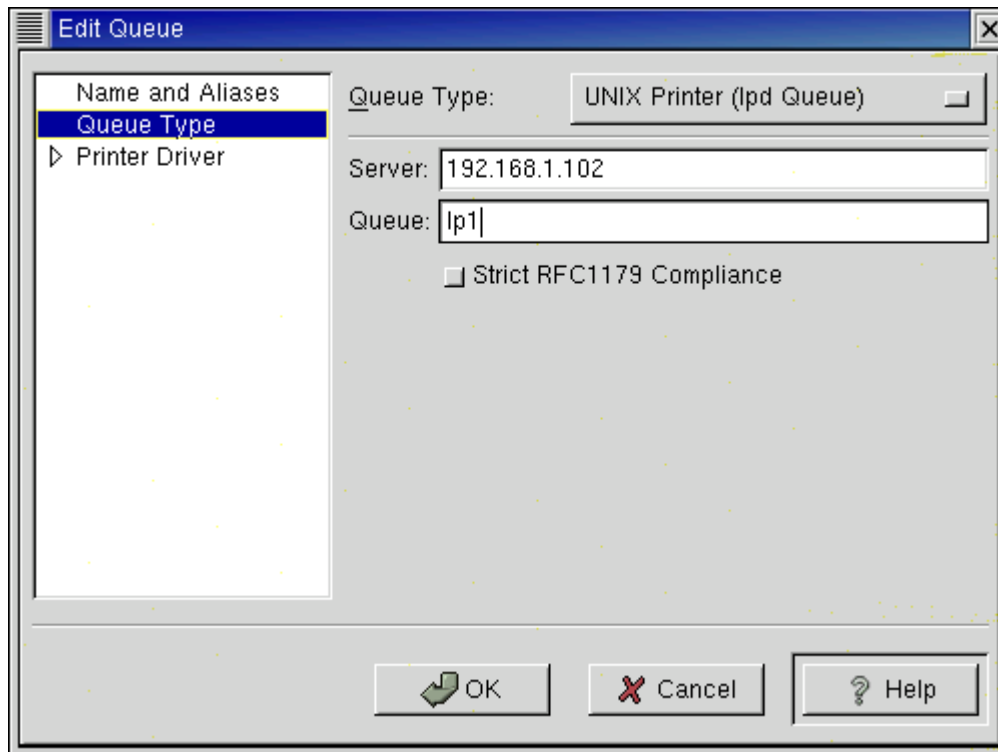 Edit Queue
Name and Aliases
Queue Type
Printer Driver
Queue Type: UNIX Printer (lpd Queue)
Server: 192.168.1.102
Queue: lp1
Strict RFC1179 Compliance
OK Cancel Help